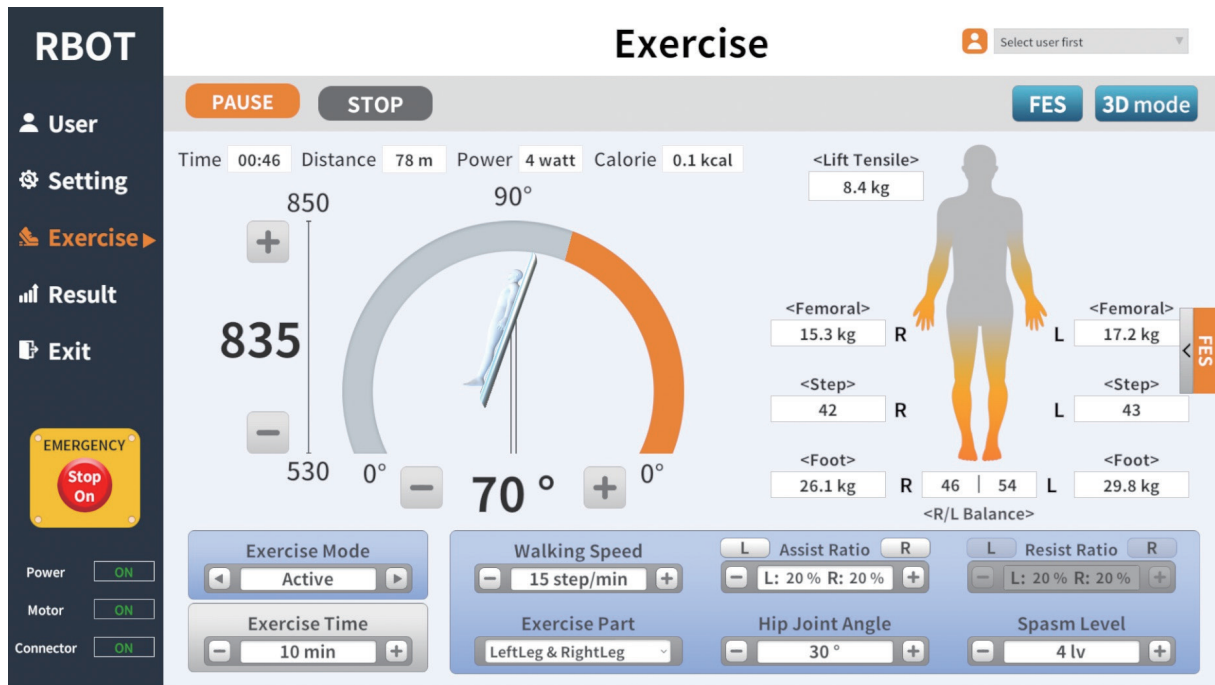 RBOT
User
Setting
Exercise
Result
Exit
EMERGENCY
Stop
On
Power ON
Motor ON
Connector ON
Exercise
Select user first
PAUSE STOP
FES 3D mode
Time 00:46 Distance 78 m Power 4 watt Calorie 0.1 kcal
850
835
530
90°
0° 0°
70 °
<Lift Tensile>
8.4 kg
<Femoral> <Femoral>
15.3 kg R L 17.2 kg
<Step> <Step>
42 R L 43
<Foot> <Foot>
26.1 kg R 46 | 54 L 29.8 kg
<R/L Balance>
FES
Exercise Mode
Active
Exercise Time
10 min
Walking Speed
15 step/min
L Assist Ratio R
L: 20 % R: 20 %
L Resist Ratio R
L: 20 % R: 20 %
Exercise Part
LeftLeg & RightLeg
Hip Joint Angle
30 °
Spasm Level
4 lv